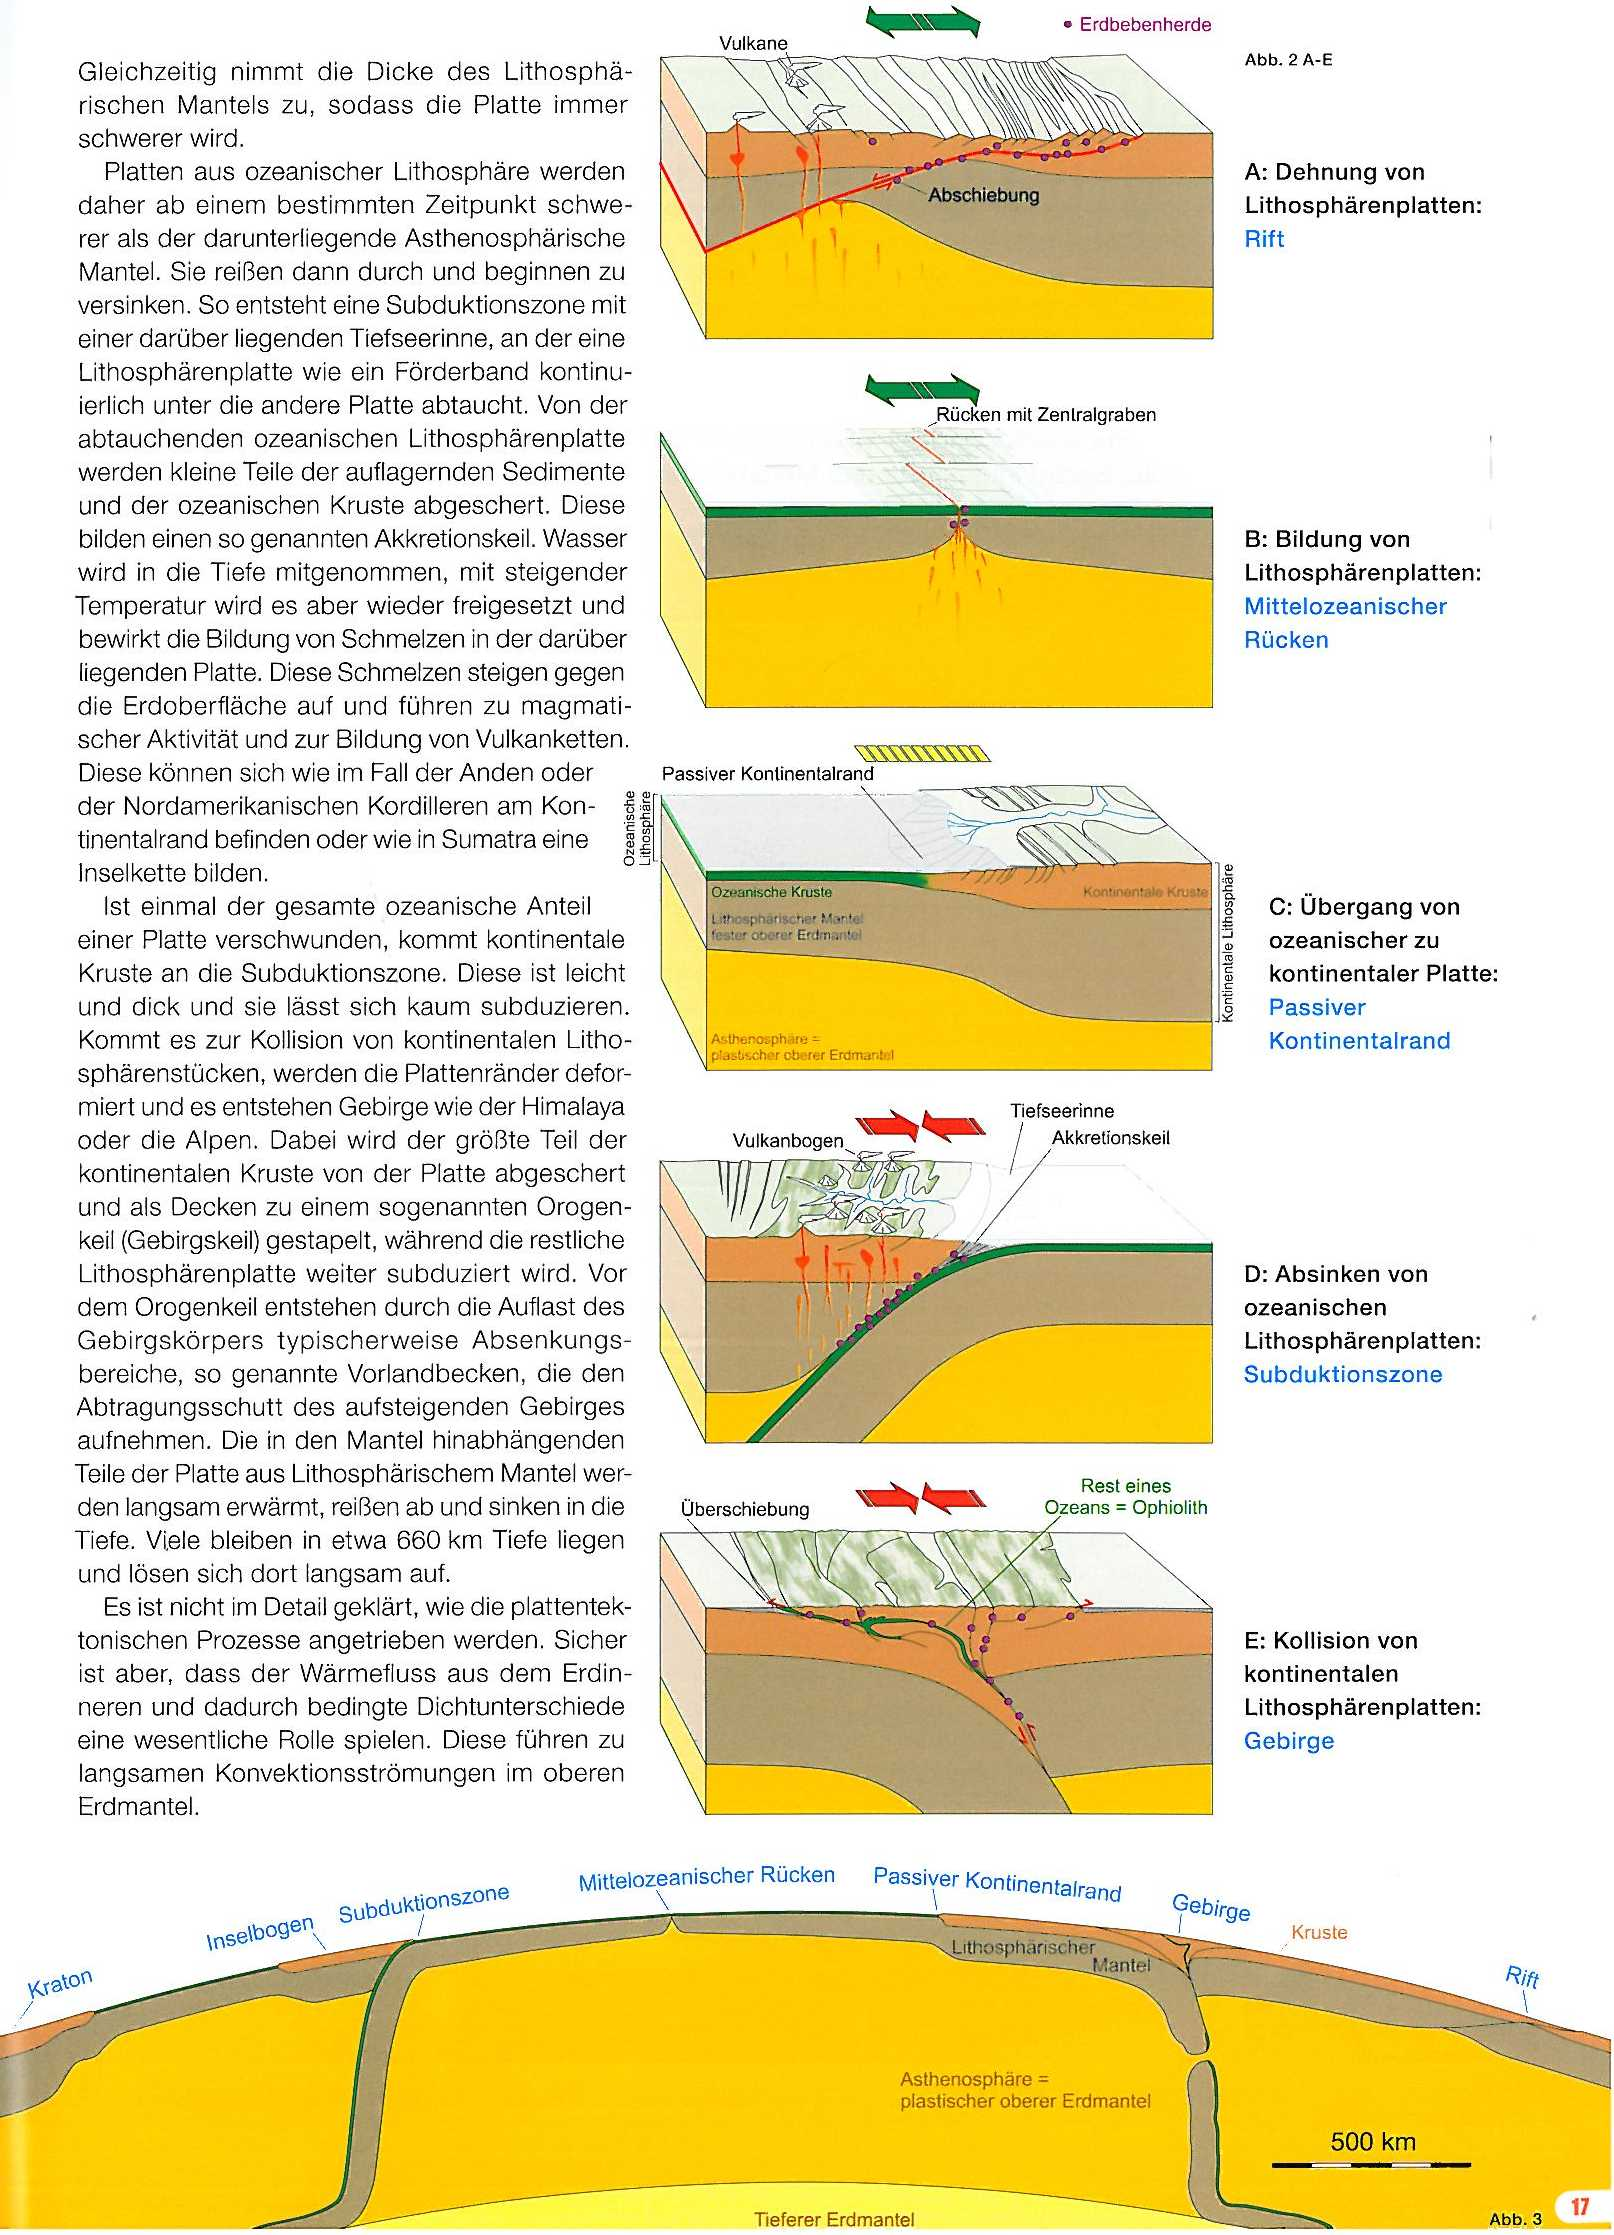 Gleichzeitig nimmt die Dicke des Lithosphä-
rischen Mantels zu, sodass die Platte immer
schwerer wird.
Platten aus ozeanischer Lithosphäre werden
daher ab einem bestimmten Zeitpunkt schwe-
rer als der darunterliegende Asthenosphärische
Mantel. Sie reißen dann durch und beginnen zu
versinken. So entsteht eine Subduktionszone mit
einer darüber liegenden Tiefseerinne, an der eine
Lithosphärenplatte wie ein Förderband kontinu-
ierlich unter die andere Platte abtaucht. Von der
abtauchenden ozeanischen Lithosphärenplatte
werden kleine Teile der auflagernden Sedimente
und der ozeanischen Kruste abgeschert. Diese
bilden einen so genannten Akkretionskeil. Wasser
wird in die Tiefe mitgenommen, mit steigender
Temperatur wird es aber wieder freigesetzt und
bewirkt die Bildung von Schmelzen in der darüber
liegenden Platte. Diese Schmelzen steigen gegen
die Erdoberfläche auf und führen zu magmati-
scher Aktivität und zur Bildung von Vulkanketten.
Diese können sich wie im Fall der Anden oder
der Nordamerikanischen Kordilleren am Kon-
tinentalrand befinden oder wie in Sumatra eine
Inselkette bilden.
Ist einmal der gesamte ozeanische Anteil
einer Platte verschwunden, kommt kontinentale
Kruste an die Subduktionszone. Diese ist leicht
und dick und sie lässt sich kaum subduzieren.
Kommt es zur Kollision von kontinentalen Litho-
sphärenstücken, werden die Plattenränder defor-
miert und es entstehen Gebirge wie der Himalaya
oder die Alpen. Dabei wird der größte Teil der
kontinentalen Kruste von der Platte abgeschert
und als Decken zu einem sogenannten Orogen-
keil (Gebirgskeil) gestapelt, während die restliche
Lithosphärenplatte weiter subduziert wird. Vor
dem Orogenkeil entstehen durch die Auflast des
Gebirgskörpers typischerweise Absenkungs-
bereiche, so genannte Vorlandbecken, die den
Abtragungsschutt des aufsteigenden Gebirges
aufnehmen. Die in den Mantel hinabhängenden
Teile der Platte aus Lithosphärischem Mantel wer-
den langsam erwärmt, reißen ab und sinken in die
Tiefe. Viele bleiben in etwa 660 km Tiefe liegen
und lösen sich dort langsam auf.
Es ist nicht im Detail geklärt, wie die plattentek-
tonischen Prozesse angetrieben werden. Sicher
ist aber, dass der Wärmefluss aus dem Erdin-
neren und dadurch bedingte Dichtunterschiede
eine wesentliche Rolle spielen. Diese führen zu
langsamen Konvektionsströmungen im oberen
Erdmantel.
Vulkane
Erdbebenherde
Abb. 2 A-E
Abschiebung
A: Dehnung von
Lithosphärenplatten:
Rift
Rücken mit Zentralgraben
B: Bildung von
Lithosphärenplatten:
Mittelozeanischer
Rücken
Passiver Kontinentalrand
Ozeanische
Lithosphäre
Ozeanische Kruste
Kontinentale Kruste
Lithosphärischer Mantel
fester oberer Erdmantel
Kontinentale Lithosphäre
Asthenosphäre =
plastischer oberer Erdmantel
C: Übergang von
ozeanischer zu
kontinentaler Platte:
Passiver
Kontinentalrand
Tiefseerinne
Vulkanbogen
Akkretionskeil
D: Absinken von
ozeanischen
Lithosphärenplatten:
Subduktionszone
Überschiebung
Rest eines
Ozeans = Ophiolith
E: Kollision von
kontinentalen
Lithosphärenplatten:
Gebirge
Kraton
Inselbogen
Subduktionszone
Mittelozeanischer Rücken
Passiver Kontinentalrand
Gebirge
Kruste
Rift
Lithosphärischer
Mantel
Asthenosphäre =
plastischer oberer Erdmantel
500 km
Tieferer Erdmantel
Abb. 3
17